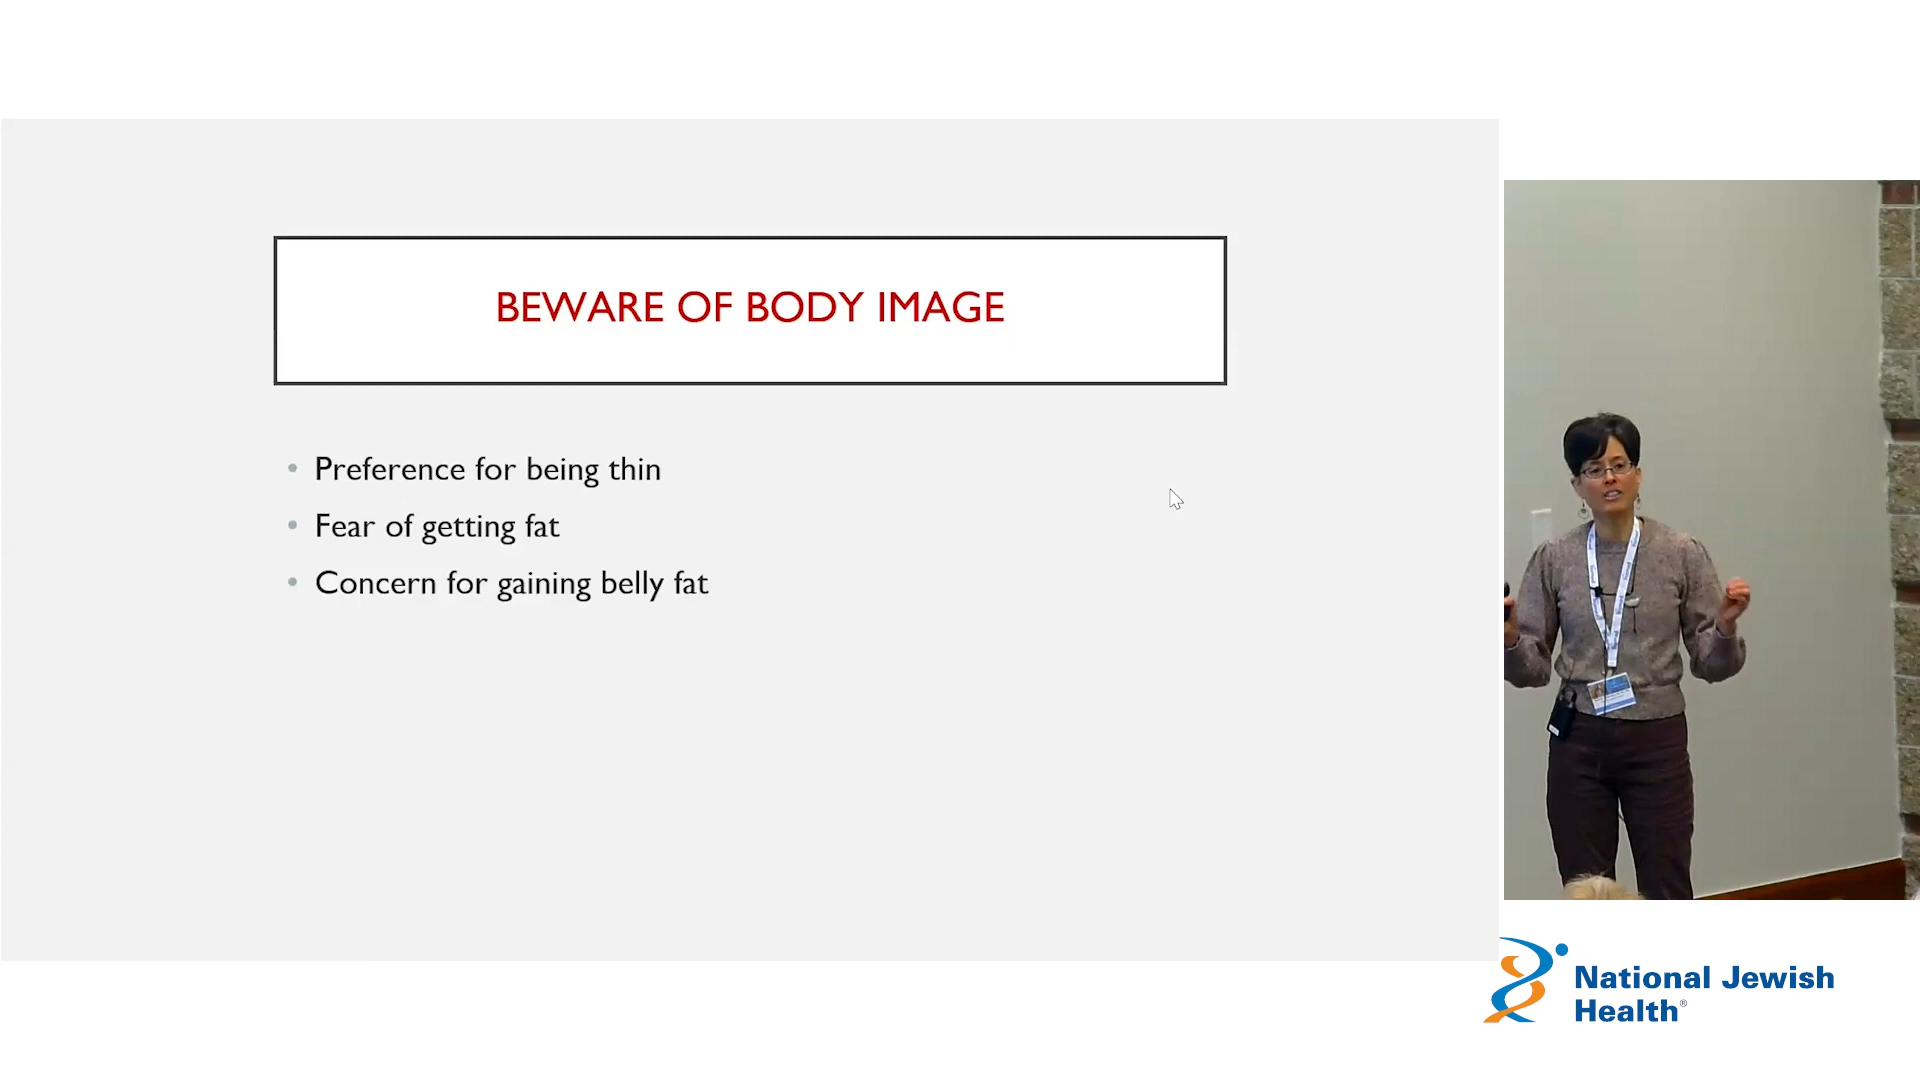 BEWARE OF BODY IMAGE
• Preference for being thin
• Fear of getting fat
• Concern for gaining belly fat
National Jewish
Health®